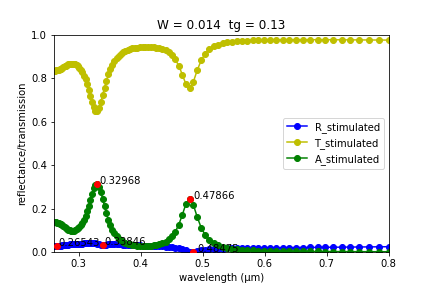 W = 0.014  tg = 0.13
reflectance/transmission
1.0
0.8
0.6
0.4
0.2
0.0
R_stimulated
T_stimulated
A_stimulated
0.32968
0.47866
0.3 0.4 0.5 0.6 0.7 0.8
wavelength (μm)